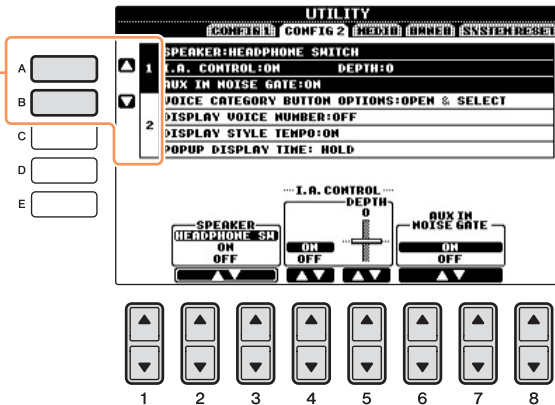 UTILITY
CONFIG 1 CONFIG 2 MEDIA OWNER SYSTEM RESET
SPEAKER:HEADPHONE SWITCH
1 I.A. CONTROL:ON DEPTH:0
AUX IN NOISE GATE:ON
VOICE CATEGORY BUTTON OPTIONS:OPEN & SELECT
2 DISPLAY VOICE NUMBER:OFF
DISPLAY STYLE TEMPO:ON
POPUP DISPLAY TIME: HOLD
A
B
C
D
E
I.A. CONTROL
DEPTH
0
SPEAKER
HEADPHONE SW
ON
OFF
ON
OFF
AUX IN
NOISE GATE
ON
OFF
1 2 3 4 5 6 7 8